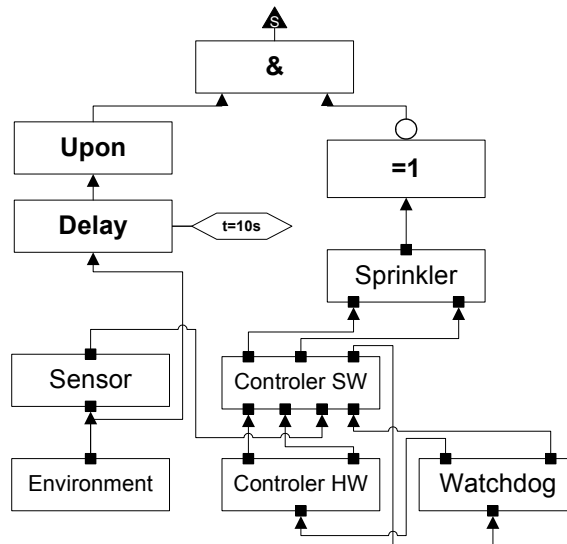 S
&
Upon
=1
Delay
t=10s
Sprinkler
Sensor
Controler SW
Environment
Controler HW
Watchdog